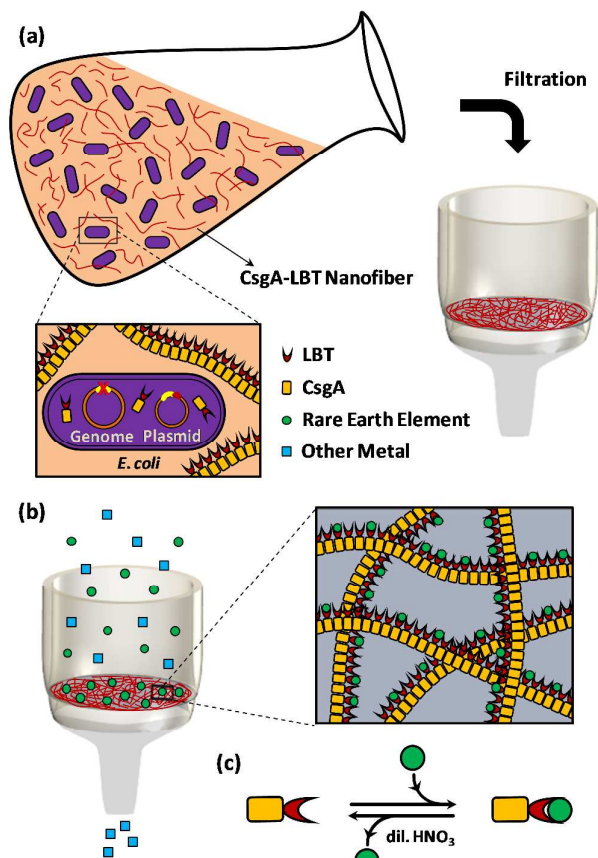 (a)
Filtration
CsgA-LBT Nanofiber
LBT
CsgA
Rare Earth Element
Other Metal
Genome Plasmid
E. coli
(b)
(c)
dil. HNO₃